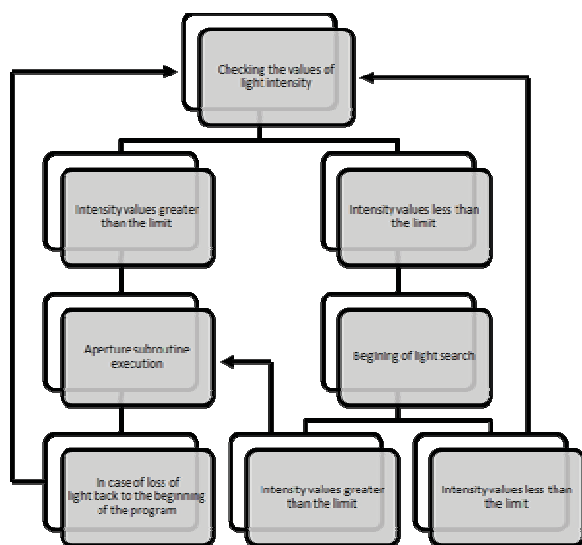 Checking the values of
light intensity
Intensity values greater
than the limit
Intensity values less than
the limit
Aperture subroutine
execution
Begining of light search
In case of loss of
light back to the beginning
of the program
Intensity values greater
than the limit
Intensity values less than
the limit